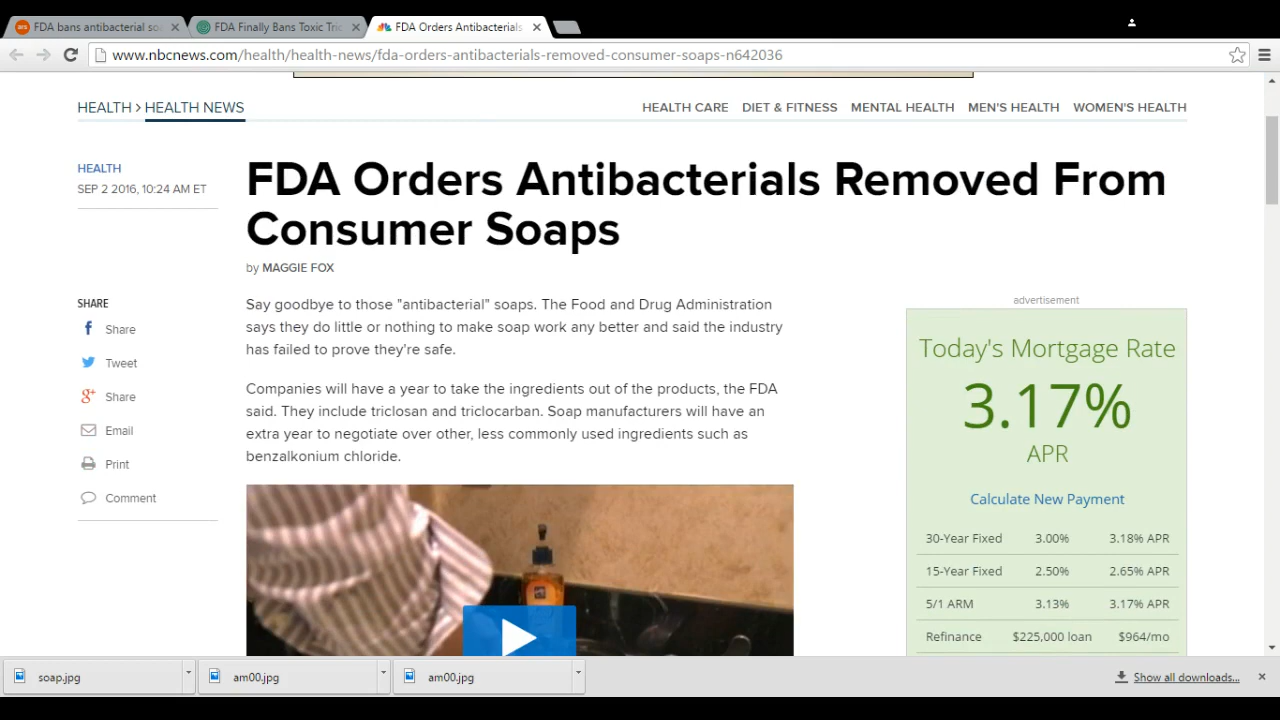 FDA bans antibacterial so
FDA Finally Bans Toxic Tric
FDA Orders Antibacterials
www.nbcnews.com/health/health-news/fda-orders-antibacterials-removed-consumer-soaps-n642036
HEALTH > HEALTH NEWS
HEALTH CARE DIET & FITNESS MENTAL HEALTH MEN'S HEALTH WOMEN'S HEALTH
HEALTH
SEP 2 2016, 10:24 AM ET
FDA Orders Antibacterials Removed From
Consumer Soaps
by MAGGIE FOX
SHARE
Share
Tweet
Share
Email
Print
Comment
Say goodbye to those "antibacterial" soaps. The Food and Drug Administration
says they do little or nothing to make soap work any better and said the industry
has failed to prove they're safe.
Companies will have a year to take the ingredients out of the products, the FDA
said. They include triclosan and triclocarban. Soap manufacturers will have an
extra year to negotiate over other, less commonly used ingredients such as
benzalkonium chloride.
advertisement
Today's Mortgage Rate
3.17%
APR
Calculate New Payment
30-Year Fixed 3.00% 3.18% APR
15-Year Fixed 2.50% 2.65% APR
5/1 ARM 3.13% 3.17% APR
Refinance $225,000 loan $964/mo
soap.jpg
am00.jpg
am00.jpg
Show all downloads...